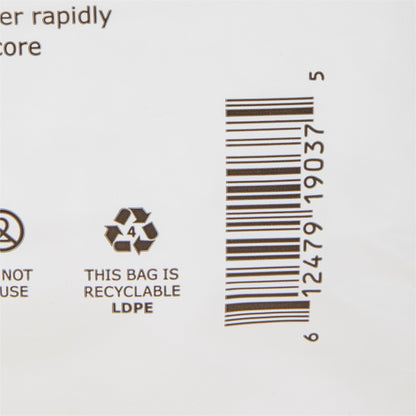 er rapidly
core
NOT
USE
4
THIS BAG IS
RECYCLABLE
LDPE
6 12479 19037 5